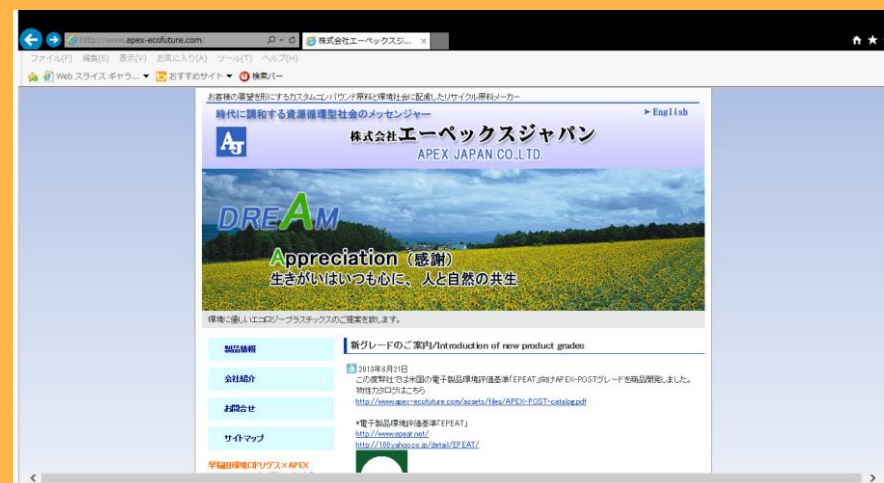 http://www.apex-ecofuture.com/
株式会社エーペックスジ...
ファイル(F) 編集(E) 表示(V) お気に入り(A) ツール(T) ヘルプ(H)
Web スライス ギャラ... おすすめサイト 検索バー
お客様の要望を形にするカスタムコンパウンド原料と環境社会に配慮したリサイクル原料メーカー
時代に調和する資源循環型社会のメッセンジャー
English
AJ
株式会社エーペックスジャパン
APEX JAPAN CO.,LTD.
DREAM
Appreciation（感謝）
生きがいはいつも心に、人と自然の共生
環境に優しいエコロジープラスチックスのご提案を致します。
製品情報
会社紹介
お問合せ
サイトマップ
早稲田環境ロドリゲス×APEX
新グレードのご案内/Introduction of new product grades
2013年8月21日
この度弊社では米国の電子製品環境評価基準「EPEAT」向けAPEX-POSTグレードを商品開発しました。
物性カタログはこちら
http://www.apex-ecofuture.com/assets/files/APEX-POST-catalog.pdf
*電子製品環境評価基準「EPEAT」
http://www.epeat.net/
http://100.yahoo.co.jp/detail/EPEAT/